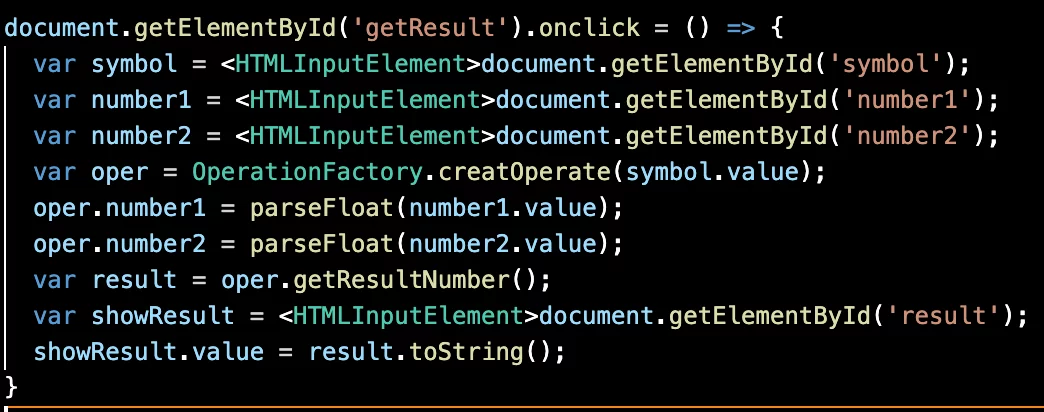 document.getElementById('getResult').onclick = () => {
  var symbol = <HTMLInputElement>document.getElementById('symbol');
  var number1 = <HTMLInputElement>document.getElementById('number1');
  var number2 = <HTMLInputElement>document.getElementById('number2');
  var oper = OperationFactory.creatOperate(symbol.value);
  oper.number1 = parseFloat(number1.value);
  oper.number2 = parseFloat(number2.value);
  var result = oper.getResultNumber();
  var showResult = <HTMLInputElement>document.getElementById('result');
  showResult.value = result.toString();
}